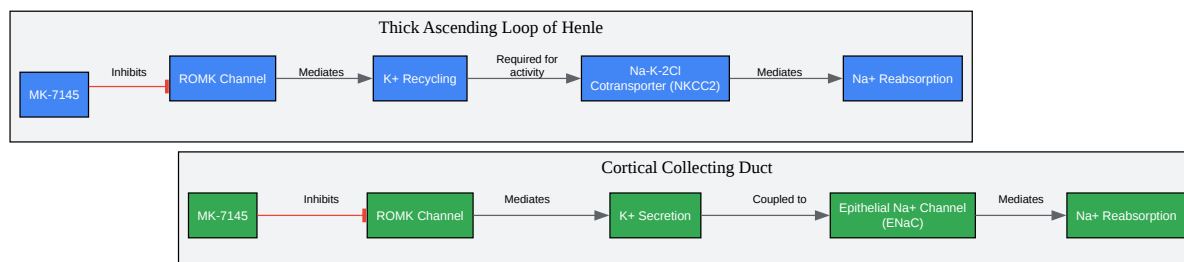 Thick Ascending Loop of Henle
MK-7145
Inhibits
ROMK Channel
Mediates
K+ Recycling
Required for
activity
Na-K-2Cl
Cotransporter (NKCC2)
Mediates
Na+ Reabsorption
Cortical Collecting Duct
MK-7145
Inhibits
ROMK Channel
Mediates
K+ Secretion
Coupled to
Epithelial Na+ Channel
(ENaC)
Mediates
Na+ Reabsorption